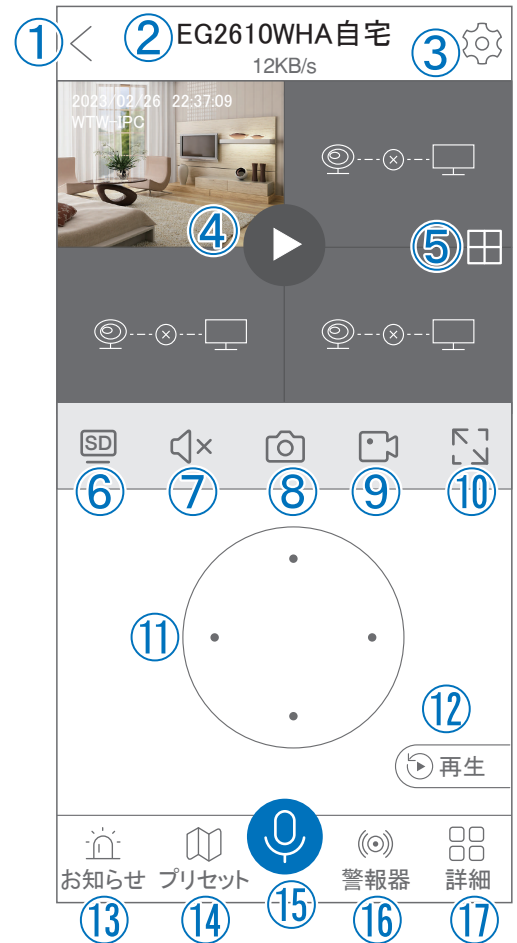 ① ② EG2610WHA自宅 ③
12KB/s
2023/02/26 22:37:09
WTW-IPC
④ ⑤
SD
⑥ ⑦ ⑧ ⑨ ⑩
⑪
⑫
再生
お知らせ プリセット 警報器 詳細
⑬ ⑭ ⑮ ⑯ ⑰